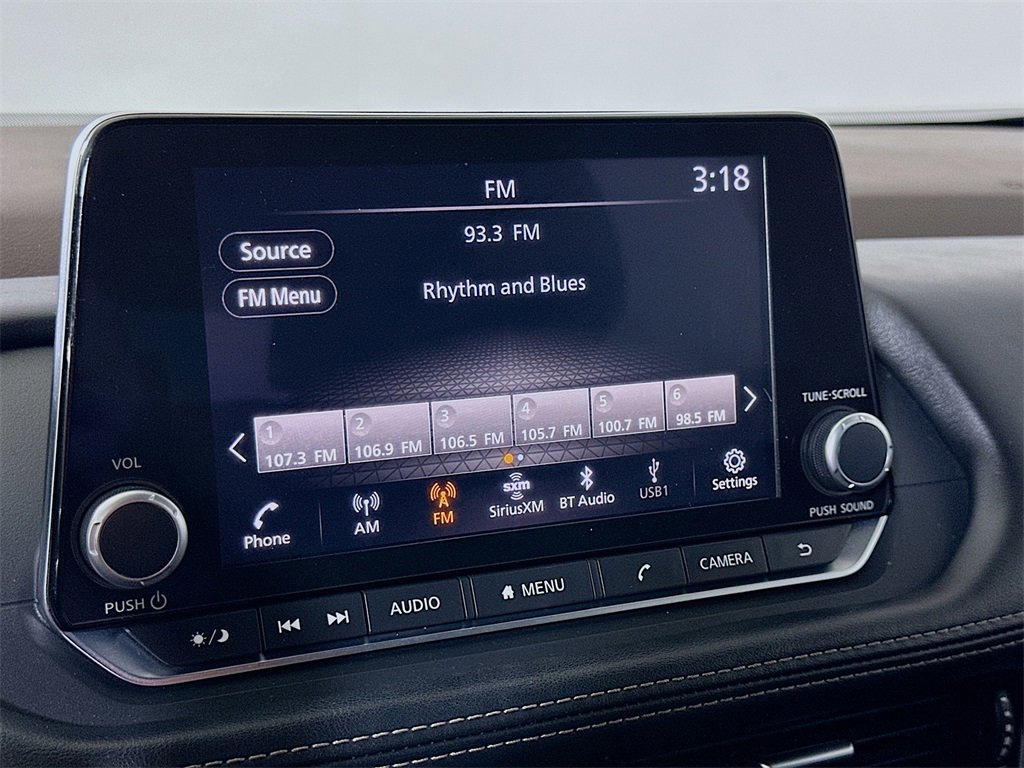 FM
3:18
93.3 FM
Source
FM Menu
Rhythm and Blues
1
107.3 FM
2
106.9 FM
3
106.5 FM
4
105.7 FM
5
100.7 FM
6
98.5 FM
Phone
AM
FM
sxm
SiriusXM
BT Audio
USB1
Settings
VOL
PUSH
TUNE·SCROLL
PUSH SOUND
AUDIO
MENU
CAMERA